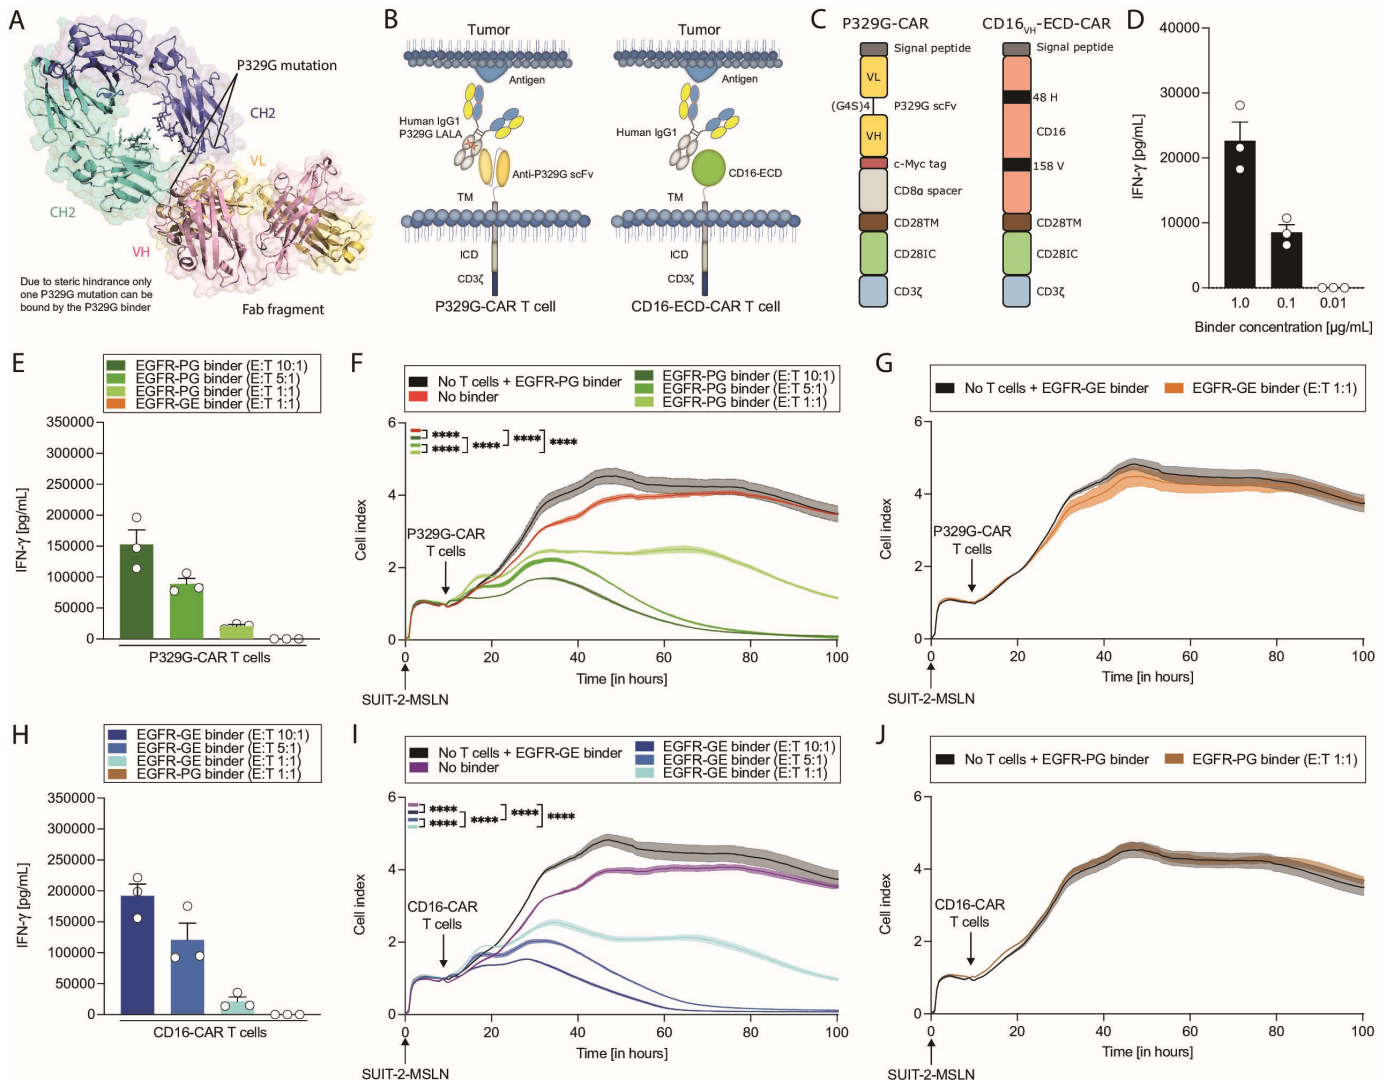 A
P329G mutation
CH2
VL
CH2
VH
Due to steric hindrance only
one P329G mutation can be
bound by the P329G binder
Fab fragment
B
Tumor
Antigen
Human IgG1
P329G LALA
Anti-P329G scFv
TM
ICD
CD3ζ
P329G-CAR T cell
Tumor
Antigen
Human IgG1
CD16-ECD
TM
ICD
CD3ζ
CD16-ECD-CAR T cell
C
P329G-CAR
Signal peptide
VL
(G4S)4
P329G scFv
VH
c-Myc tag
CD8α spacer
CD28TM
CD28IC
CD3ζ
CD16VH-ECD-CAR
Signal peptide
48 H
CD16
158 V
CD28TM
CD28IC
CD3ζ
D
IFN-γ [pg/mL]
40000
30000
20000
10000
0
1.0 0.1 0.01
Binder concentration [µg/mL]
E
EGFR-PG binder (E:T 10:1)
EGFR-PG binder (E:T 5:1)
EGFR-PG binder (E:T 1:1)
EGFR-GE binder (E:T 1:1)
IFN-γ [pg/mL]
350000
300000
250000
200000
150000
100000
50000
0
P329G-CAR T cells
F
No T cells + EGFR-PG binder
No binder
EGFR-PG binder (E:T 10:1)
EGFR-PG binder (E:T 5:1)
EGFR-PG binder (E:T 1:1)
**** **** **** **** ****
Cell index
6
4
2
0
P329G-CAR
T cells
0 20 40 60 80 100
Time [in hours]
SUIT-2-MSLN
G
No T cells + EGFR-GE binder
EGFR-GE binder (E:T 1:1)
Cell index
6
4
2
0
P329G-CAR
T cells
0 20 40 60 80 100
Time [in hours]
SUIT-2-MSLN
H
EGFR-GE binder (E:T 10:1)
EGFR-GE binder (E:T 5:1)
EGFR-GE binder (E:T 1:1)
EGFR-PG binder (E:T 1:1)
IFN-γ [pg/mL]
350000
300000
250000
200000
150000
100000
50000
0
CD16-CAR T cells
I
No T cells + EGFR-GE binder
No binder
EGFR-GE binder (E:T 10:1)
EGFR-GE binder (E:T 5:1)
EGFR-GE binder (E:T 1:1)
**** **** **** **** ****
Cell index
6
4
2
0
CD16-CAR
T cells
0 20 40 60 80 100
Time [in hours]
SUIT-2-MSLN
J
No T cells + EGFR-PG binder
EGFR-PG binder (E:T 1:1)
Cell index
6
4
2
0
CD16-CAR
T cells
0 20 40 60 80 100
Time [in hours]
SUIT-2-MSLN